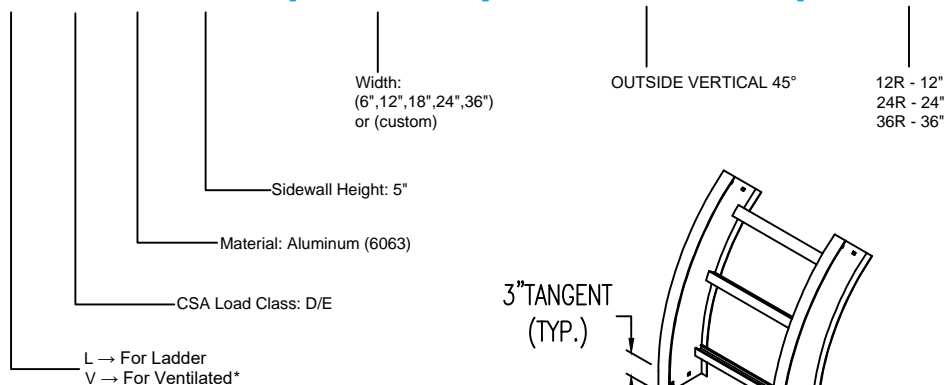 Width:
(6",12",18",24",36")
or (custom)
OUTSIDE VERTICAL 45°
12R - 12"
24R - 24"
36R - 36"
Sidewall Height: 5"
Material: Aluminum (6063)
CSA Load Class: D/E
L → For Ladder
V → For Ventilated*
3"TANGENT
(TYP.)